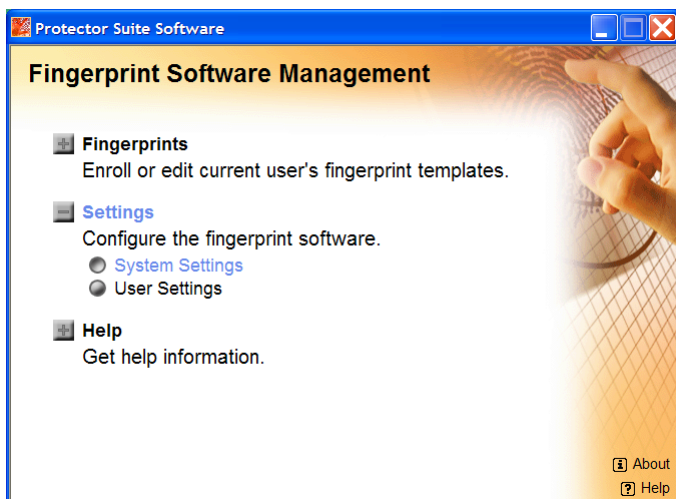 Protector Suite Software
Fingerprint Software Management
Fingerprints
Enroll or edit current user's fingerprint templates.
Settings
Configure the fingerprint software.
System Settings
User Settings
Help
Get help information.
About
Help